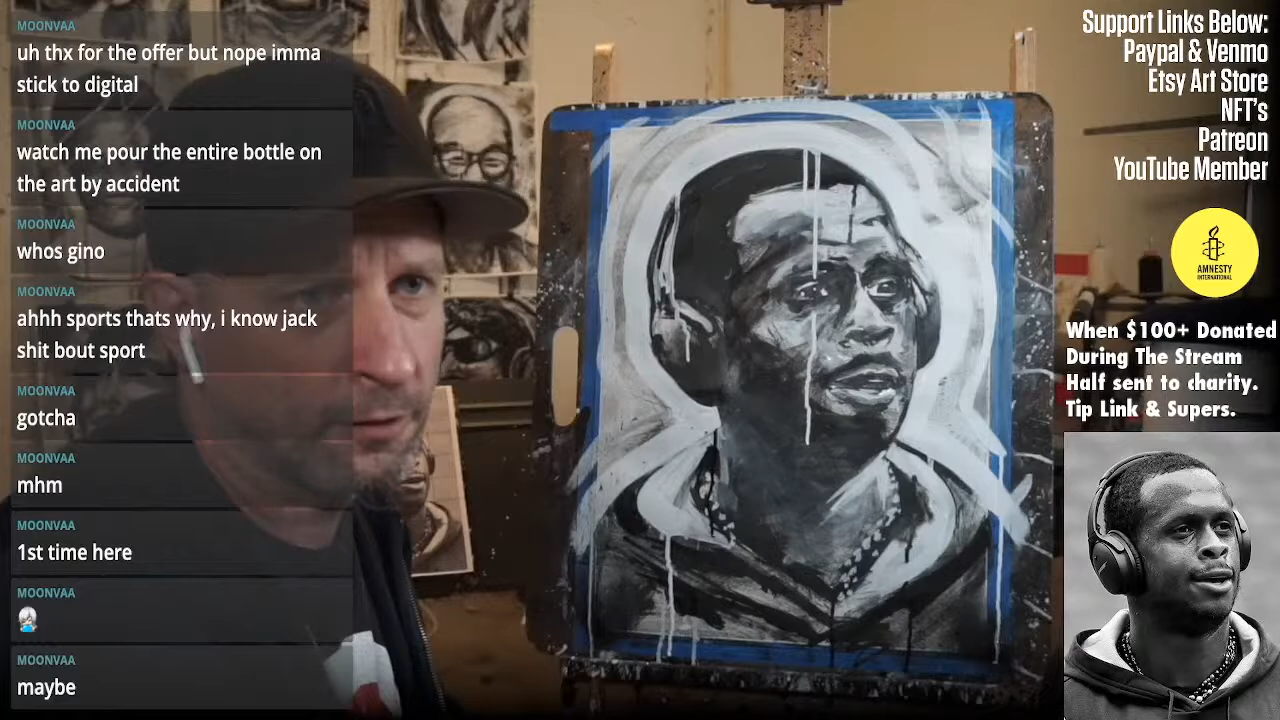 MOONVAA
uh thx for the offer but nope imma
stick to digital
MOONVAA
watch me pour the entire bottle on
the art by accident
MOONVAA
whos gino
MOONVAA
ahhh sports thats why, i know jack
shit bout sport
MOONVAA
gotcha
MOONVAA
mhm
MOONVAA
1st time here
MOONVAA
MOONVAA
maybe
Support Links Below:
Paypal & Venmo
Etsy Art Store
NFT's
Patreon
YouTube Member
AMNESTY
INTERNATIONAL
When $100+ Donated
During The Stream
Half sent to charity.
Tip Link & Supers.